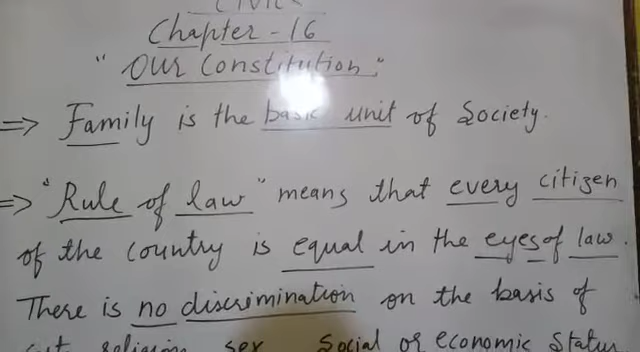 Civics
Chapter - 16
" Our Constitution "
⇒ Family is the basic unit of Society.
⇒ "Rule of law" means that every citizen
of the country is equal in the eyes of law.
There is no discrimination on the basis of
religion sex social or economic status